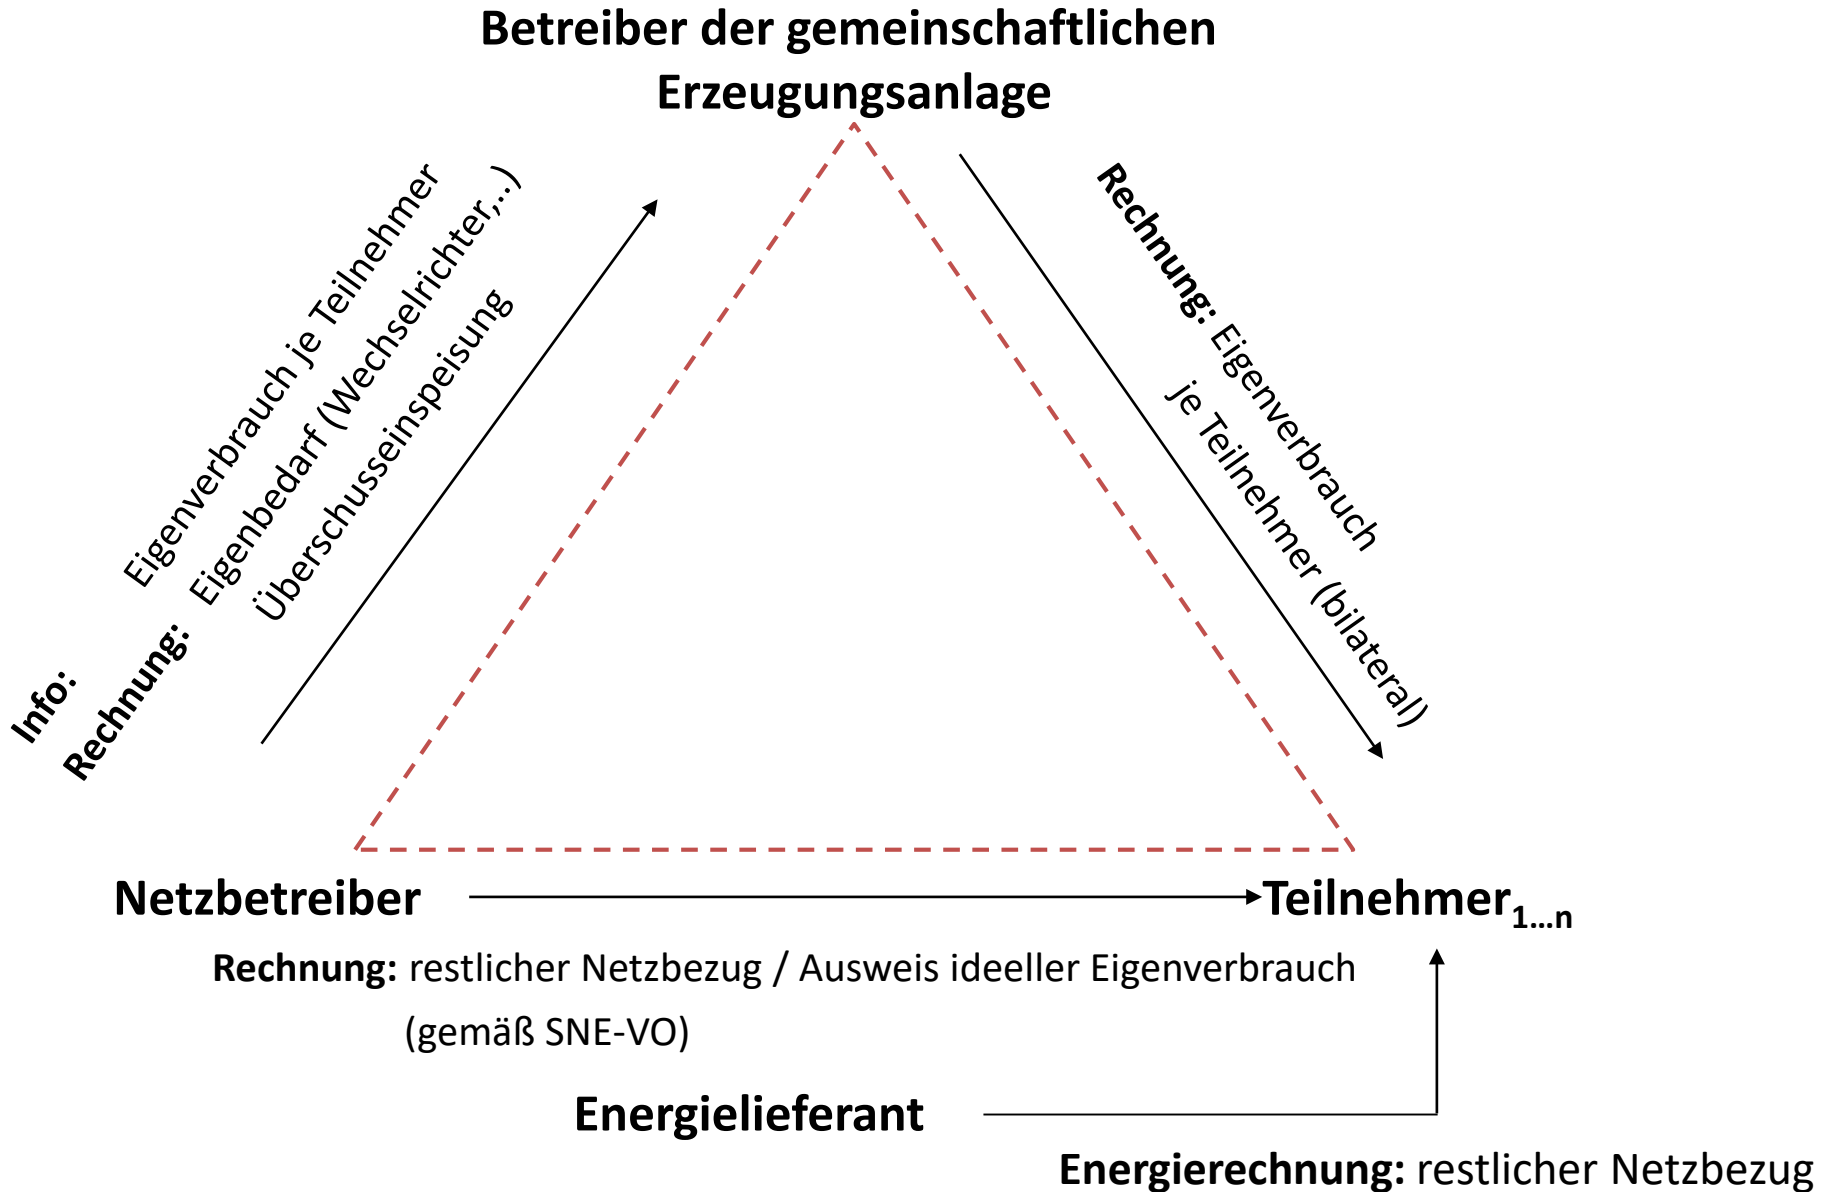 Betreiber der gemeinschaftlichen
Erzeugungsanlage
Info: Eigenverbrauch je Teilnehmer
Rechnung: Eigenbedarf (Wechselrichter,..)
Überschusseinspeisung
Rechnung: Eigenverbrauch
je Teilnehmer (bilateral)
Netzbetreiber
Teilnehmer1...n
Rechnung: restlicher Netzbezug / Ausweis ideeller Eigenverbrauch
(gemäß SNE-VO)
Energielieferant
Energierechnung: restlicher Netzbezug